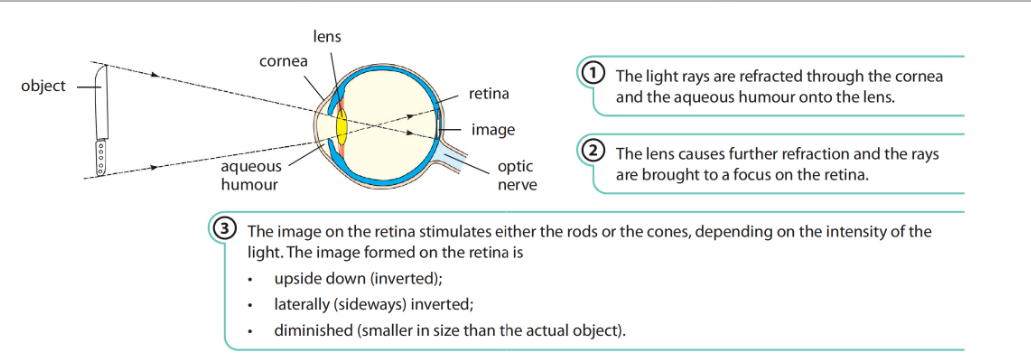 lens
cornea
object
retina
image
aqueous
humour
optic
nerve
1 The light rays are refracted through the cornea
and the aqueous humour onto the lens.
2 The lens causes further refraction and the rays
are brought to a focus on the retina.
3 The image on the retina stimulates either the rods or the cones, depending on the intensity of the
light. The image formed on the retina is
• upside down (inverted);
• laterally (sideways) inverted;
• diminished (smaller in size than the actual object).